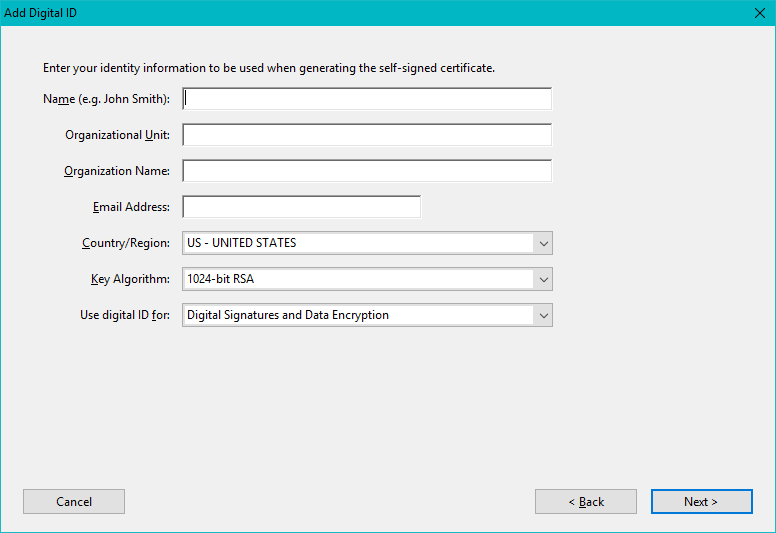 Add Digital ID
Enter your identity information to be used when generating the self-signed certificate.
Name (e.g. John Smith):
Organizational Unit:
Organization Name:
Email Address:
Country/Region: US - UNITED STATES
Key Algorithm: 1024-bit RSA
Use digital ID for: Digital Signatures and Data Encryption
Cancel < Back Next >